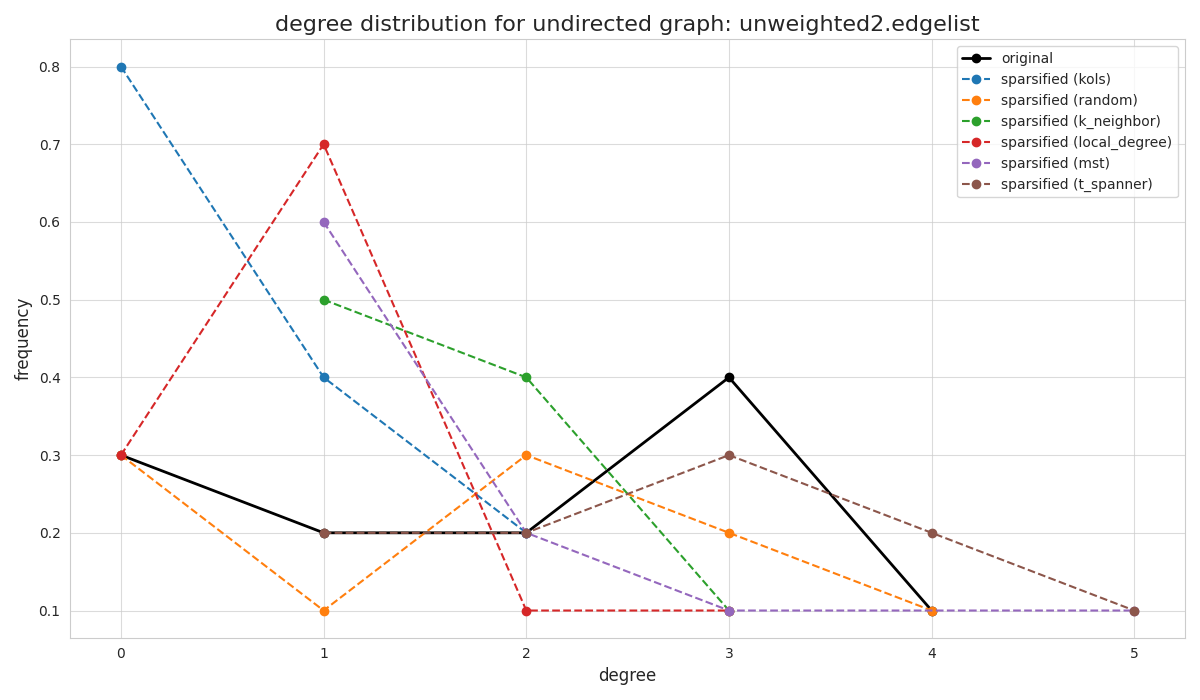 degree distribution for undirected graph: unweighted2.edgelist
original
sparsified (kols)
sparsified (random)
sparsified (k_neighbor)
sparsified (local_degree)
sparsified (mst)
sparsified (t_spanner)
frequency
0.8
0.7
0.6
0.5
0.4
0.3
0.2
0.1
0 1 2 3 4 5
degree